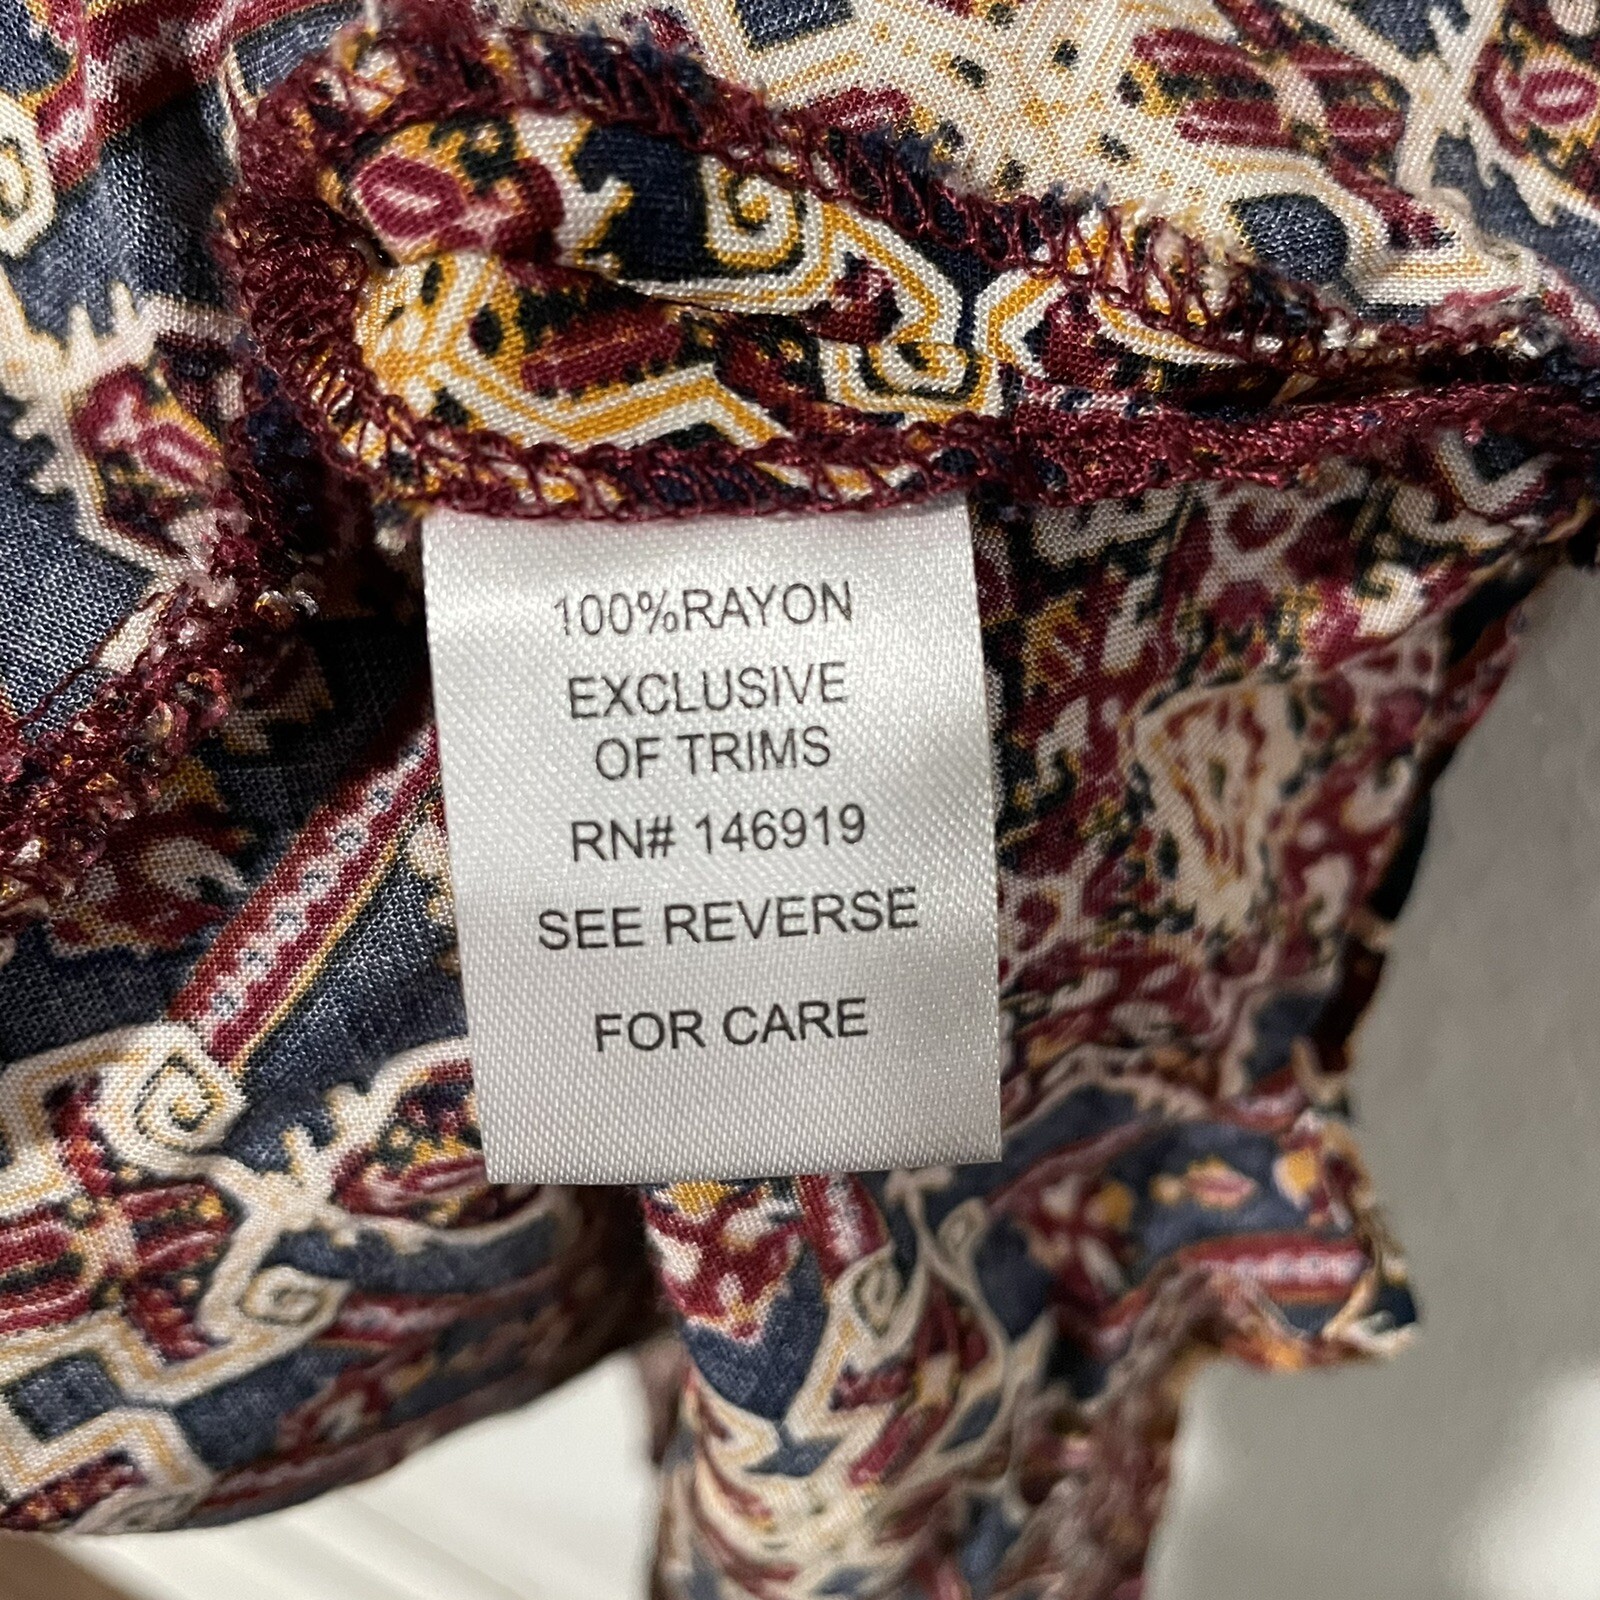 100%RAYON
EXCLUSIVE
OF TRIMS
RN# 146919
SEE REVERSE
FOR CARE